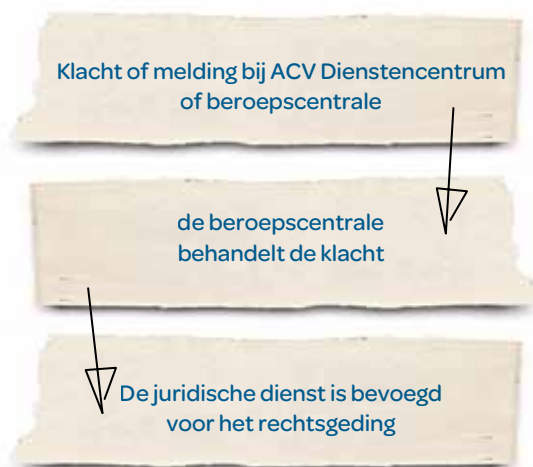 Klacht of melding bij ACV Dienstencentrum
of beroepscentrale
de beroepscentrale
behandelt de klacht
De juridische dienst is bevoegd
voor het rechtsgeding